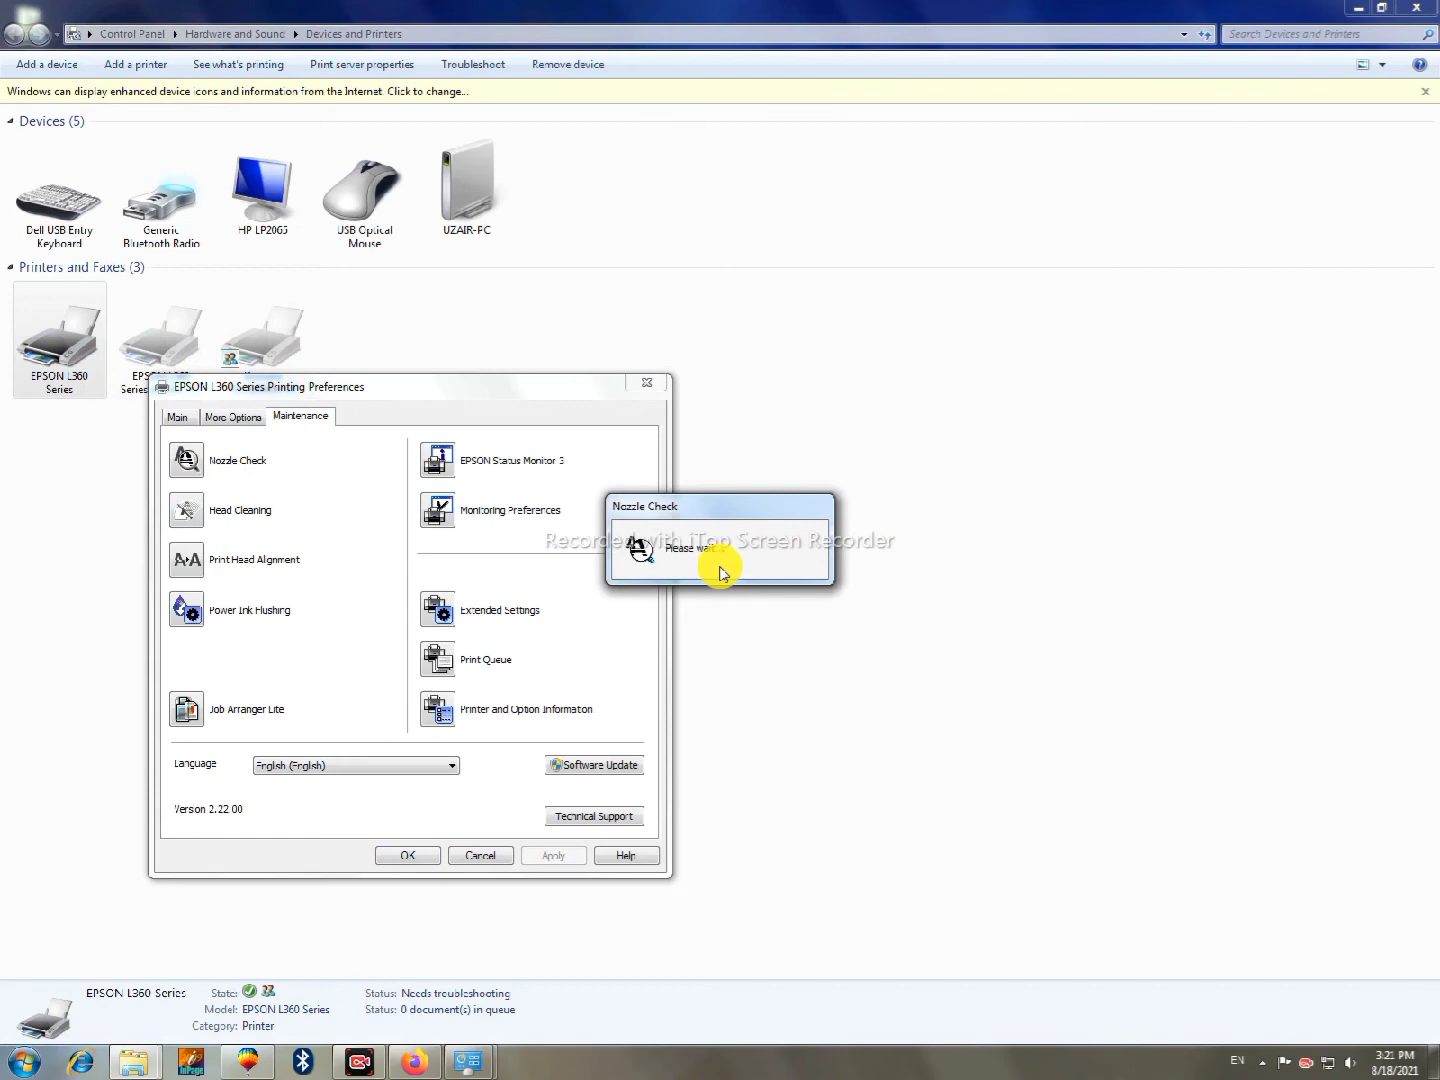 Control Panel Hardware and Sound Devices and Printers
Search Devices and Printers
Add a device Add a printer See what's printing Print server properties Troubleshoot Remove device
Windows can display enhanced device icons and information from the Internet. Click to change...
Devices (5)
Dell USB Entry Keyboard
Generic Bluetooth Radio
HP LP2065
USB Optical Mouse
UZAIR-PC
Printers and Faxes (3)
EPSON L360 Series
EPSON L360 Series Printing Preferences
Main More Options Maintenance
Nozzle Check
Head Cleaning
Print Head Alignment
Power Ink Flushing
Job Arranger Lite
EPSON Status Monitor 3
Monitoring Preferences
Extended Settings
Print Queue
Printer and Option Information
Nozzle Check
Please wait...
Recorded with iTop Screen Recorder
Language English (English) Software Update
Version 2.22.00
Technical Support
OK Cancel Apply Help
EPSON L360 Series
State:
Model: EPSON L360 Series
Category: Printer
Status: Needs troubleshooting
Status: 0 document(s) in queue
InPage
EN
3:21 PM
8/18/2021